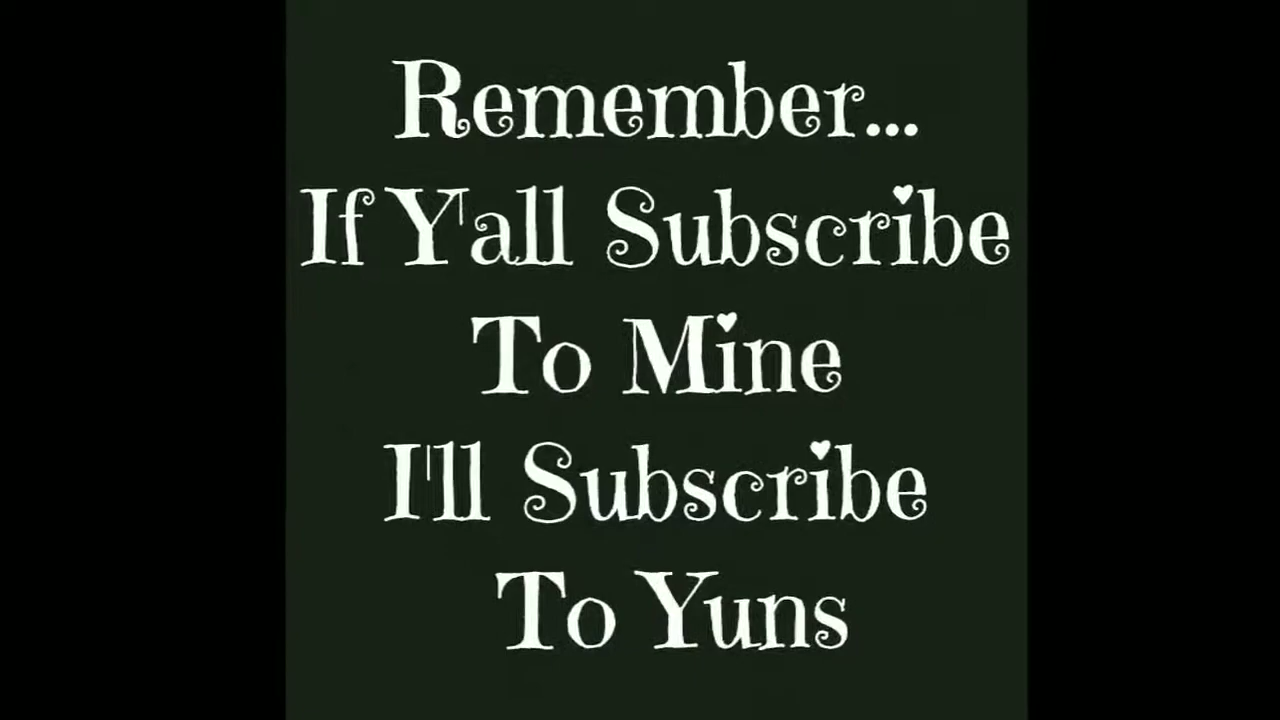 Remember...
If Y'all Subscribe
To Mine
I'll Subscribe
To Yuns